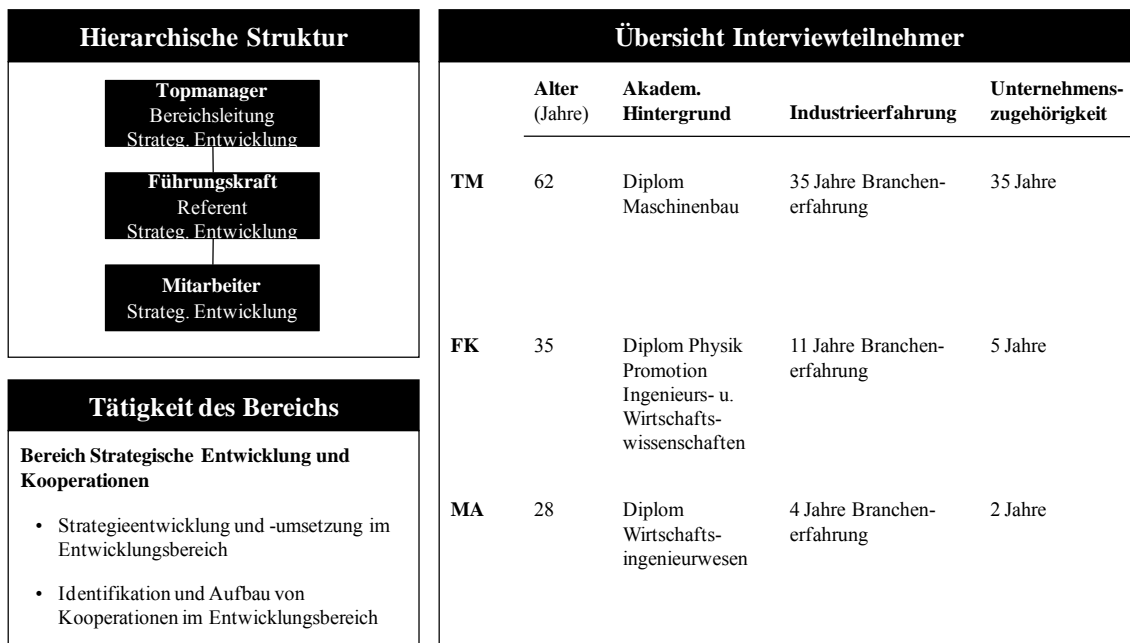 Hierarchische Struktur
Topmanager
Bereichsleitung
Strateg. Entwicklung
Führungskraft
Referent
Strateg. Entwicklung
Mitarbeiter
Strateg. Entwicklung
Tätigkeit des Bereichs
Bereich Strategische Entwicklung und
Kooperationen
• Strategieentwicklung und -umsetzung im
Entwicklungsbereich
• Identifikation und Aufbau von
Kooperationen im Entwicklungsbereich
Übersicht Interviewteilnehmer
Alter Akadem. Unternehmens-
(Jahre) Hintergrund Industrieerfahrung zugehörigkeit
TM 62 Diplom 35 Jahre Branchen- 35 Jahre
Maschinenbau erfahrung
FK 35 Diplom Physik 11 Jahre Branchen- 5 Jahre
Promotion erfahrung
Ingenieurs- u.
Wirtschafts-
wissenschaften
MA 28 Diplom 4 Jahre Branchen- 2 Jahre
Wirtschafts- erfahrung
ingenieurwesen